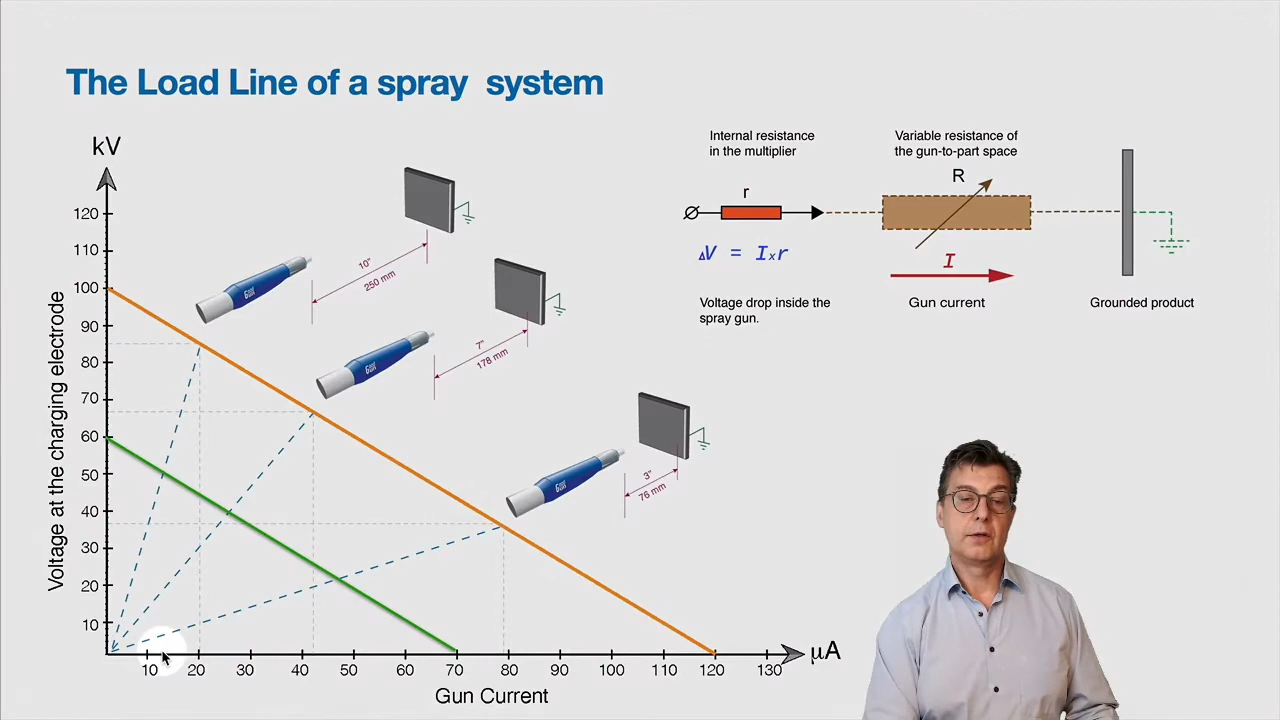 The Load Line of a spray  system
kV
120
110
100
90
80
70
60
50
40
30
20
10
Voltage at the charging electrode
10 20 30 40 50 60 70 80 90 100 110 120 130
µA
Gun Current
10"
250 mm
7"
178 mm
3"
76 mm
Internal resistance
in the multiplier
r
ΔV = Ixr
Voltage drop inside the
spray gun.
Variable resistance of
the gun-to-part space
R
I
Gun current
Grounded product